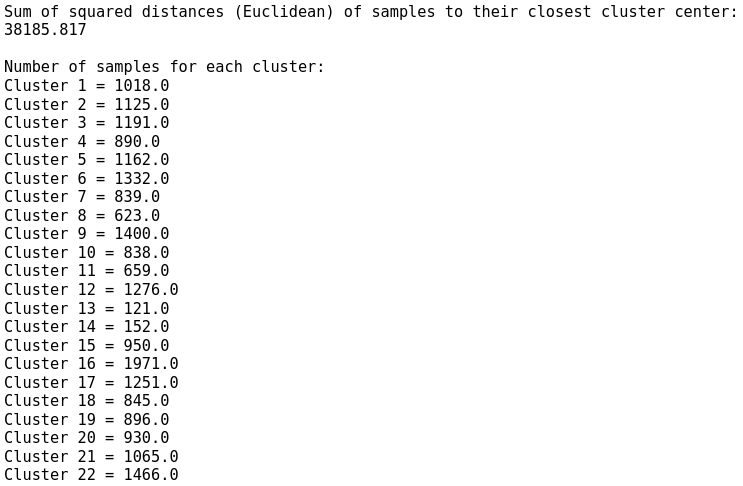 Sum of squared distances (Euclidean) of samples to their closest cluster center:
38185.817
Number of samples for each cluster:
Cluster 1 = 1018.0
Cluster 2 = 1125.0
Cluster 3 = 1191.0
Cluster 4 = 890.0
Cluster 5 = 1162.0
Cluster 6 = 1332.0
Cluster 7 = 839.0
Cluster 8 = 623.0
Cluster 9 = 1400.0
Cluster 10 = 838.0
Cluster 11 = 659.0
Cluster 12 = 1276.0
Cluster 13 = 121.0
Cluster 14 = 152.0
Cluster 15 = 950.0
Cluster 16 = 1971.0
Cluster 17 = 1251.0
Cluster 18 = 845.0
Cluster 19 = 896.0
Cluster 20 = 930.0
Cluster 21 = 1065.0
Cluster 22 = 1466.0